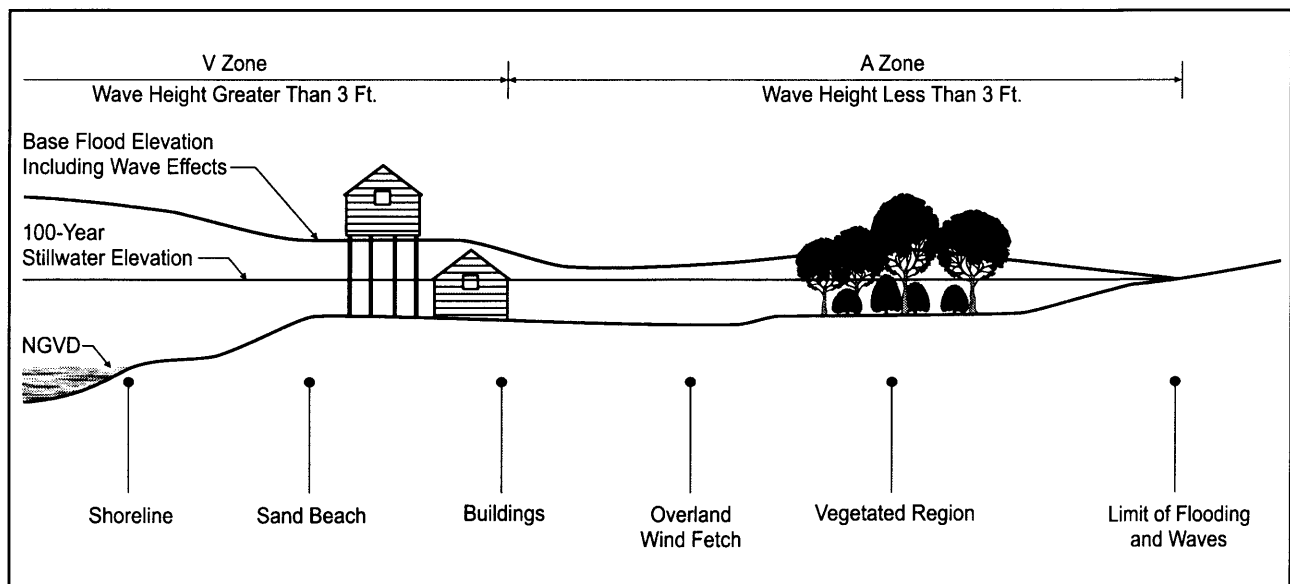 V Zone
Wave Height Greater Than 3 Ft.
A Zone
Wave Height Less Than 3 Ft.
Base Flood Elevation
Including Wave Effects
100-Year
Stillwater Elevation
NGVD
Shoreline
Sand Beach
Buildings
Overland
Wind Fetch
Vegetated Region
Limit of Flooding
and Waves